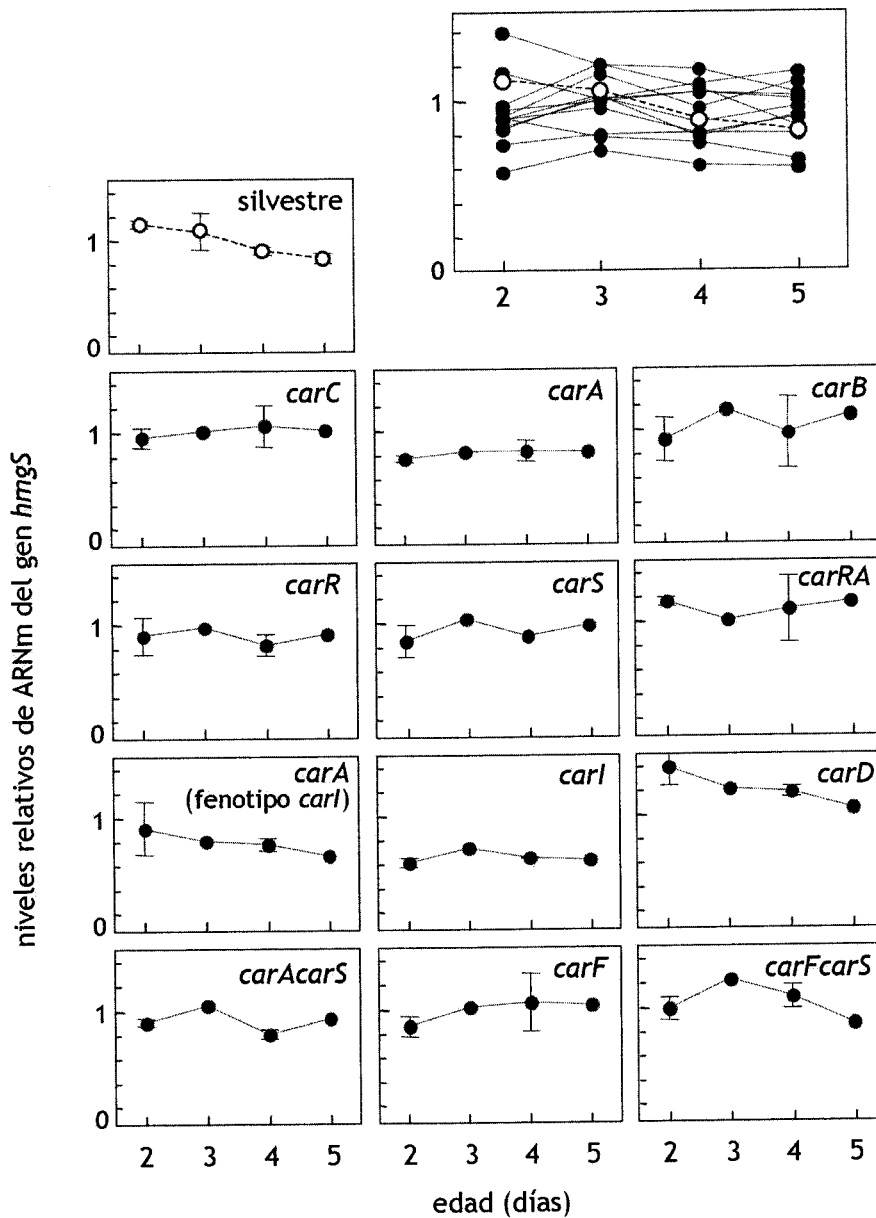 1
0
2 3 4 5
silvestre
1
0
carC
carA
carB
1
0
carR
carS
carRA
1
0
carA
(fenotipo carI)
carI
carD
1
0
carAcarS
carF
carFcarS
1
0
2 3 4 5
2 3 4 5
2 3 4 5
niveles relativos de ARNm del gen hmgS
edad (días)